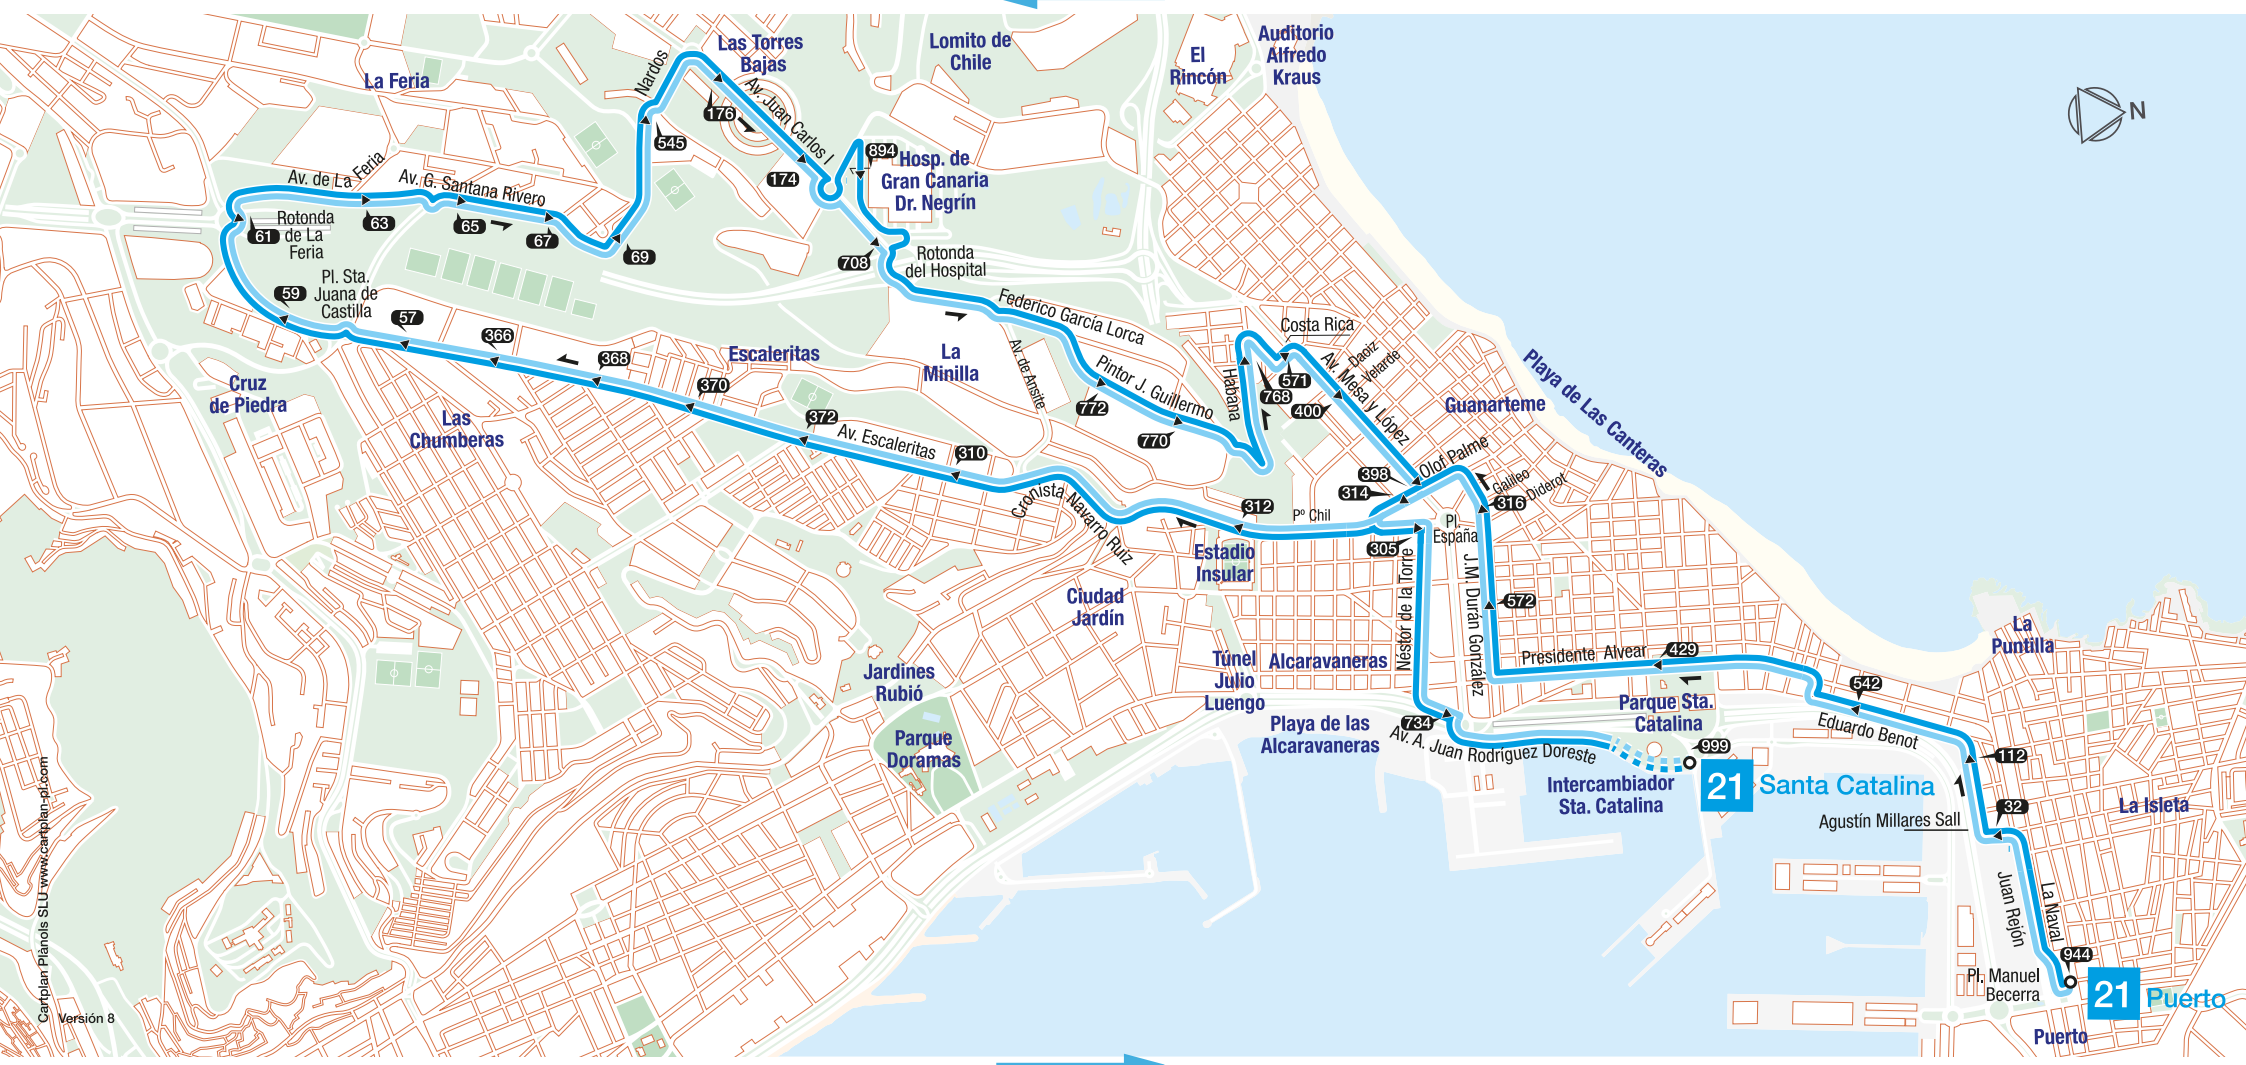 Auditorio
Alfredo
Kraus
Las Torres
Bajas
Lomito de
Chile
El
Rincón
La Feria
Nardos
Av. Juan Carlos I
176
545
174
894
Hosp. de
Gran Canaria
Dr. Negrín
N
Av. de La Feria
Av. G. Santana Rivero
61
Rotonda
de La
Feria
63
65
67
69
708
Rotonda
del Hospital
59
Pl. Sta.
Juana de
Castilla
57
366
368
370
372
310
Federico García Lorca
Escaleritas
La
Minilla
Av. de Ansite
Pintor J. Guillermo
772
770
Habana
Costa Rica
571
768
400
Av. Mesa y López
Daoiz
Velarde
Playa de Las Canteras
Guanarteme
Cruz
de Piedra
Las
Chumberas
Av. Escaleritas
Cronista Navarro Ruiz
398
314
Olof Palme
Galileo
Diderot
316
312
Pº Chil
305
Pl.
España
Estadio
Insular
Néstor de la Torre
J.M. Durán González
572
Ciudad
Jardín
La
Puntilla
Túnel
Julio
Luengo
Alcaravaneras
Presidente Alvear
429
542
Jardines
Rubió
Parque Sta.
Catalina
Playa de las
Alcaravaneras
734
Av. A. Juan Rodríguez Doreste
Eduardo Benot
Parque
Doramas
999
112
Intercambiador
Sta. Catalina
21 Santa Catalina
32
La Isleta
Agustín Millares Sall
Juan Rejón
La Naval
944
Pl. Manuel
Becerra
21 Puerto
Puerto
Cartplan Plànols SLU www.cartplan-pl.com
Versión 8